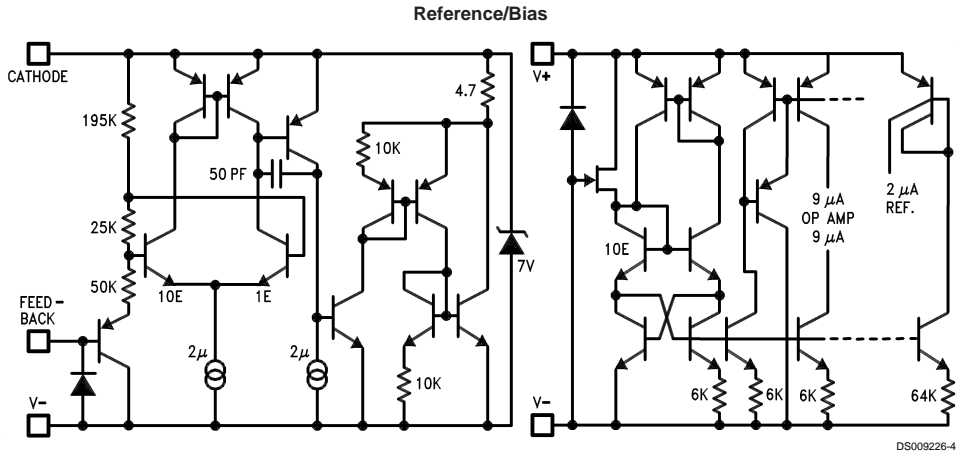 Reference/Bias
CATHODE
195K
50 PF
25K
10E
1E
50K
FEED-
BACK
2μ
2μ
V-
10K
10K
4.7
7V
V+
10E
9 μA
OP AMP
9 μA
2 μA
REF.
6K
6K
6K
64K
V-
DS009226-4